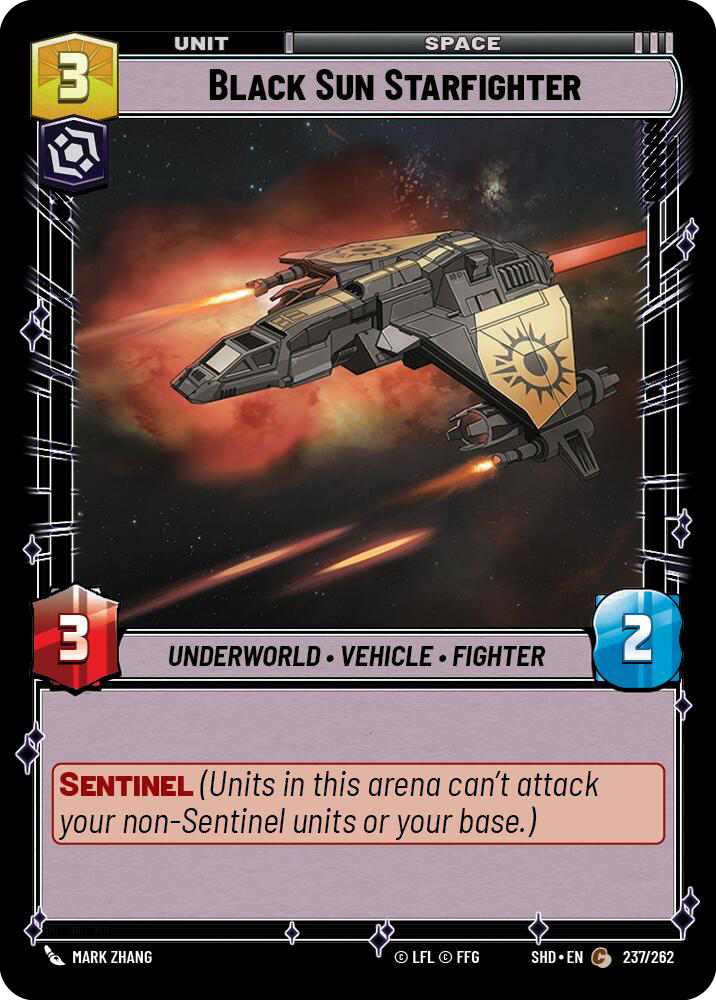 UNIT
SPACE
3
BLACK SUN STARFIGHTER
3
2
UNDERWORLD • VEHICLE • FIGHTER
SENTINEL (Units in this arena can't attack
your non-Sentinel units or your base.)
MARK ZHANG
© LFL © FFG
SHD • EN
C
237/262